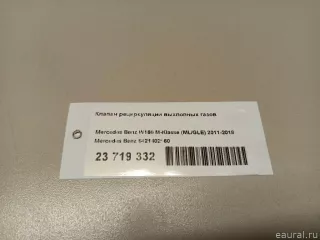 Клапан рециркуляции выхлопных газов
Mercedes Benz W166 M-Klasse (ML/GLE) 2011-2018
Mercedes Benz
23 719 332
eaural.ru